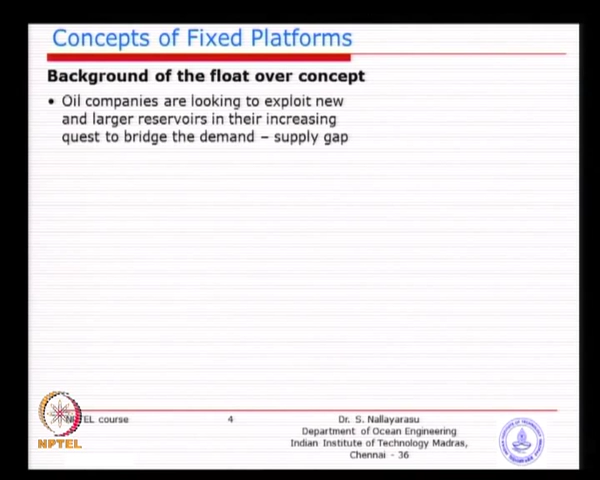 Concepts of Fixed Platforms
Background of the float over concept
• Oil companies are looking to exploit new
and larger reservoirs in their increasing
quest to bridge the demand – supply gap
NPTEL course
4
Dr. S. Nallayarasu
Department of Ocean Engineering
Indian Institute of Technology Madras,
Chennai - 36
NPTEL